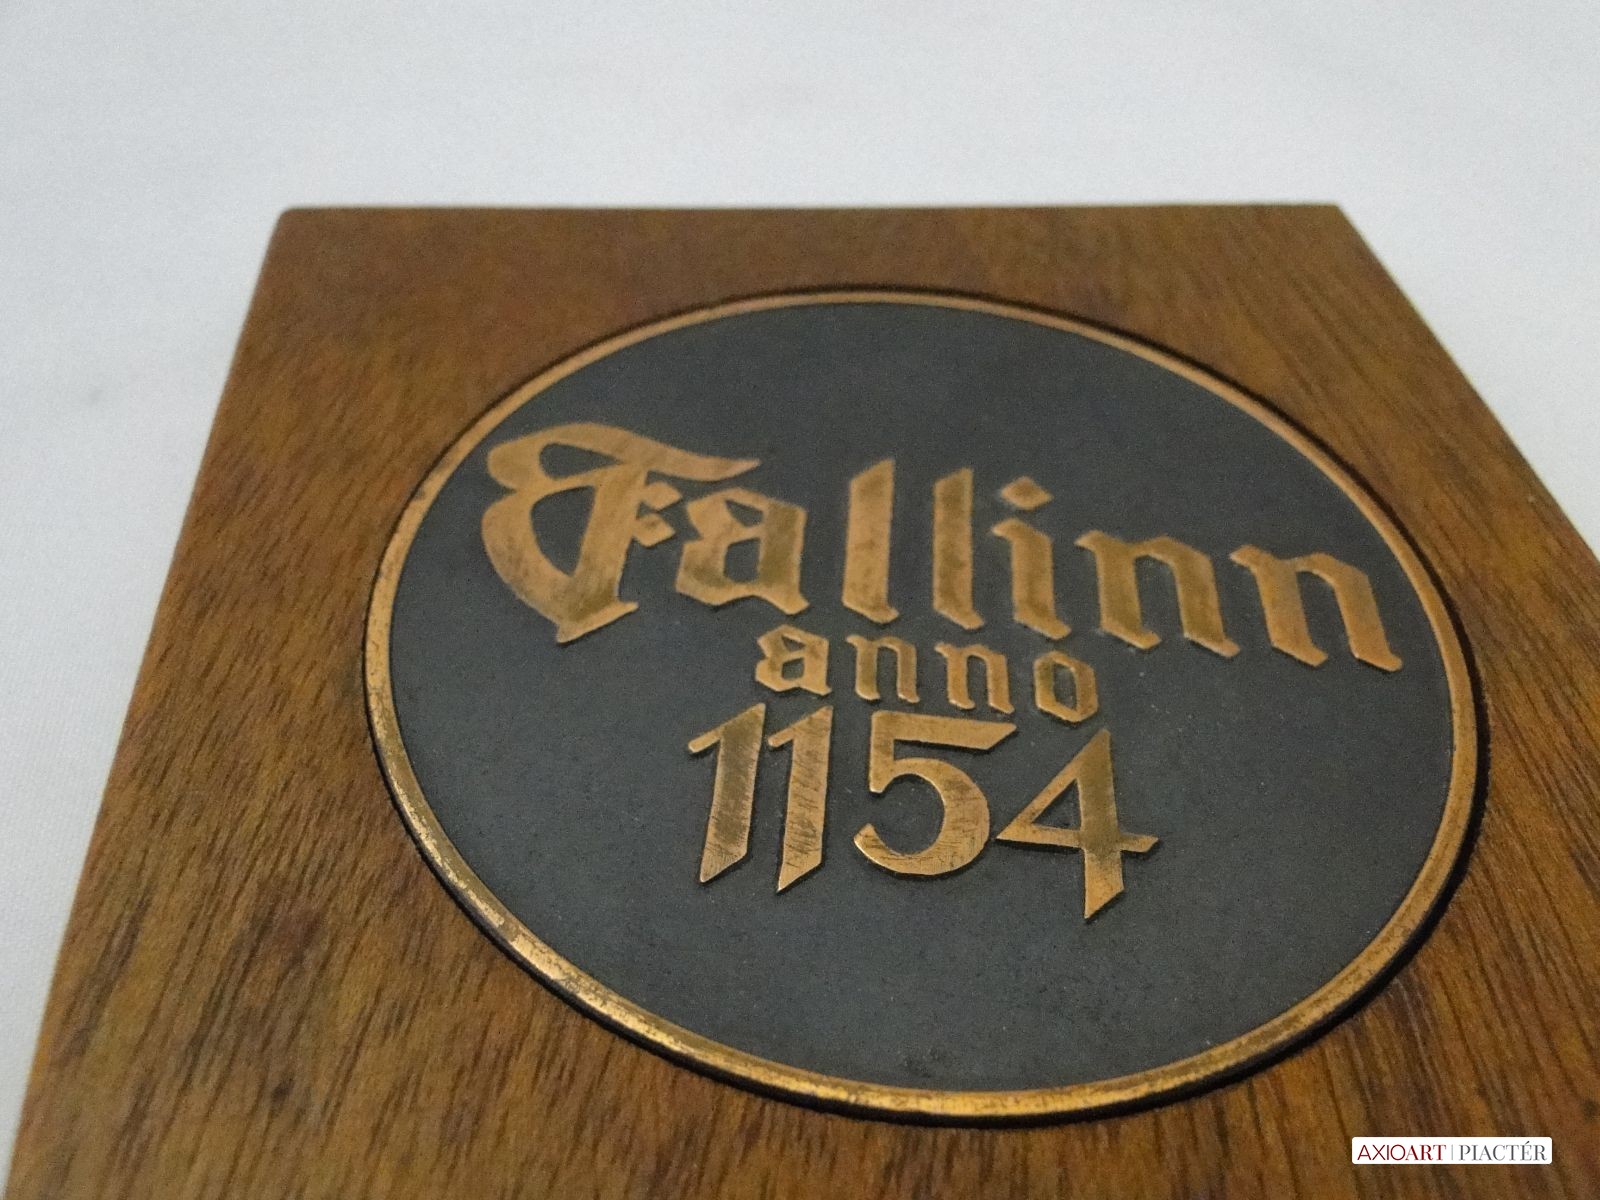 Tallinn
anno
1154
AXIOART | PIACTÉR